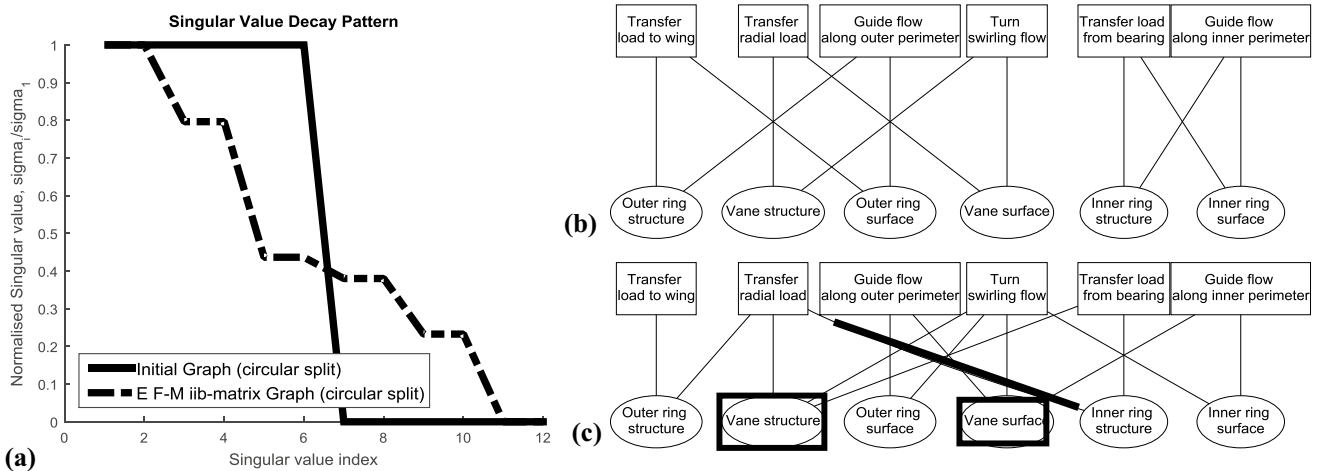 Singular Value Decay Pattern
Normalised Singular value, sigma_i/sigma_1
1
0.9
0.8
0.7
0.6
0.5
0.4
0.3
0.2
0.1
0
Initial Graph (circular split)
E F-M iib-matrix Graph (circular split)
0 2 4 6 8 10 12
Singular value index
(a)
Transfer load to wing
Transfer radial load
Guide flow along outer perimeter
Turn swirling flow
Transfer load from bearing
Guide flow along inner perimeter
Outer ring structure
Vane structure
Outer ring surface
Vane surface
Inner ring structure
Inner ring surface
(b)
Transfer load to wing
Transfer radial load
Guide flow along outer perimeter
Turn swirling flow
Transfer load from bearing
Guide flow along inner perimeter
Outer ring structure
Vane structure
Outer ring surface
Vane surface
Inner ring structure
Inner ring surface
(c)